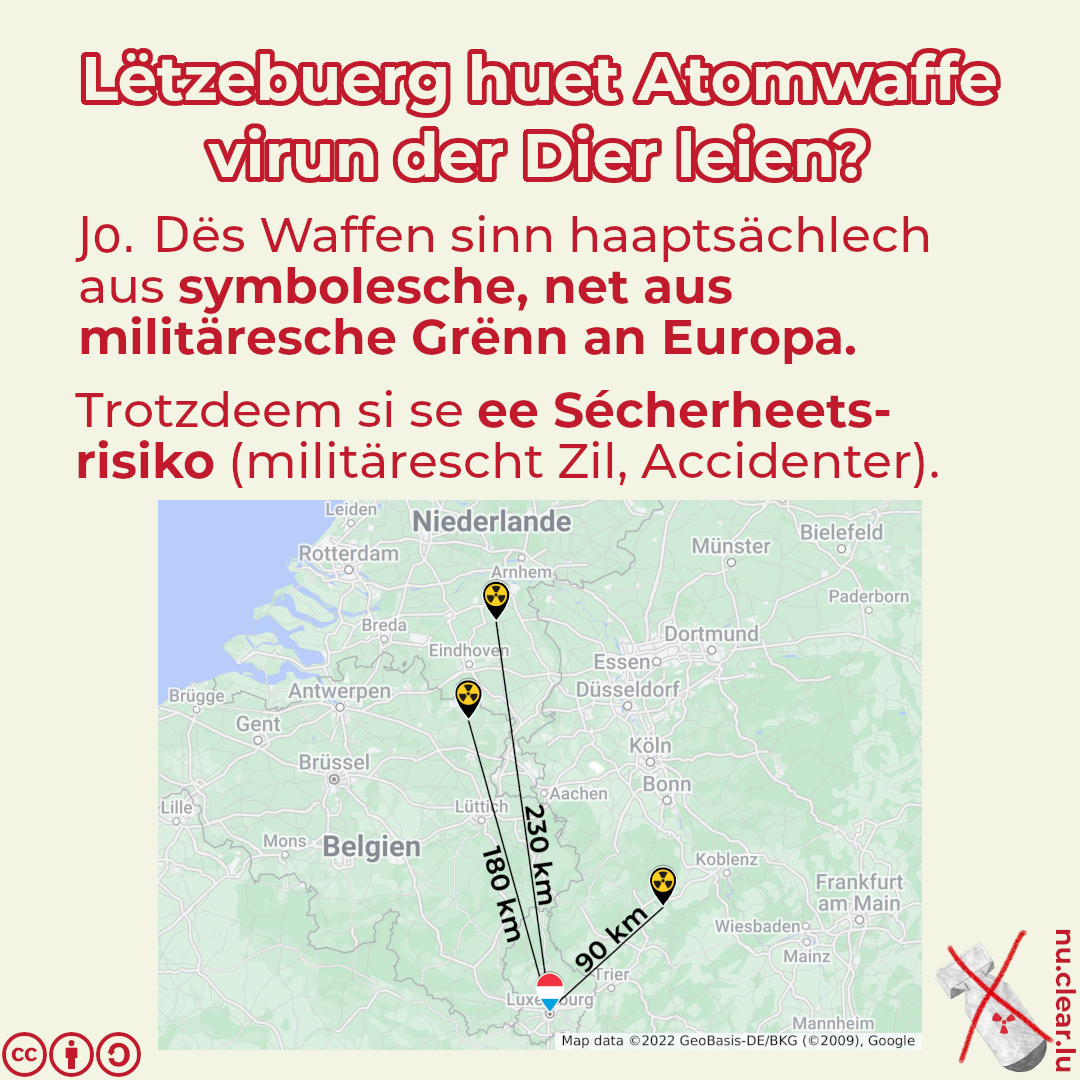 Lëtzebuerg huet Atomwaffe
virun der Dier leien?
Jo. Dës Waffen sinn haaptsächlech
aus symbolesche, net aus
militäresche Grënn an Europa.
Trotzdeem si se ee Sécherheets-
risiko (militärescht Zil, Accidenter).
Leiden
Niederlande
Bielefeld
Münster
Rotterdam
Arnhem
Paderborn
Breda
Dortmund
Eindhoven
Essen
Brügge
Antwerpen
Düsseldorf
Gent
Köln
Brüssel
Bonn
Aachen
Lille
Lüttich
230 km
Mons
Belgien
180 km
Koblenz
Frankfurt
am Main
90 km
Wiesbaden
Mainz
Trier
Luxemburg
Mannheim
Map data ©2022 GeoBasis-DE/BKG (©2009), Google
nu.clear.lu
cc